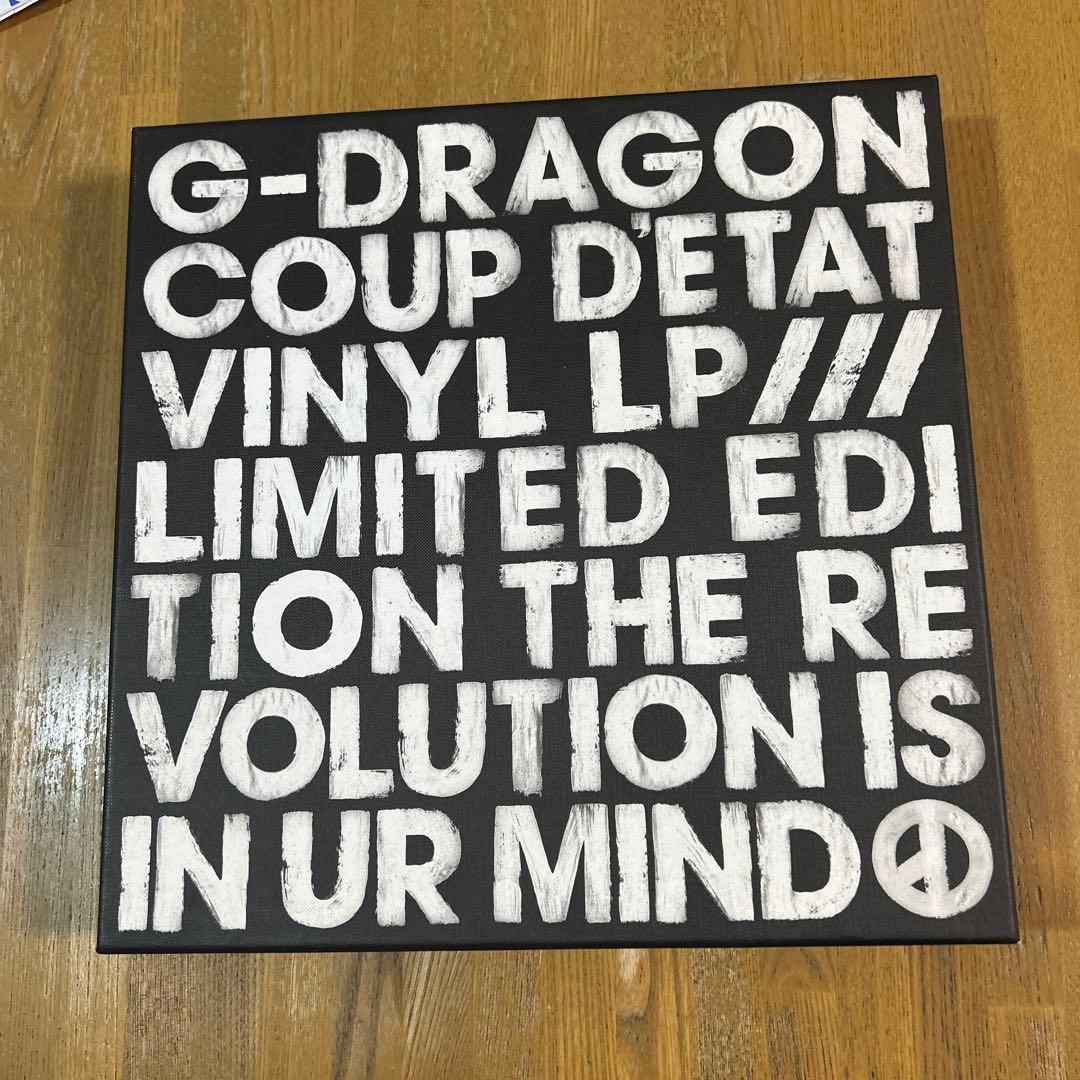 G-DRAGON
COUP D'ETAT
VINYL LP///
LIMITED EDI
TION THE RE
VOLUTION IS
IN UR MIND